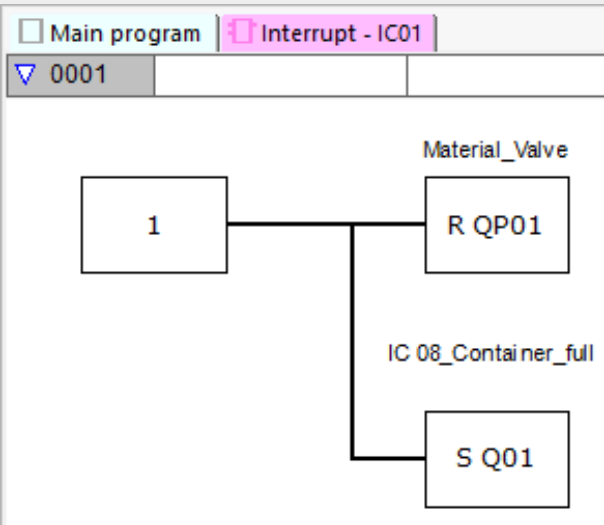 Main program
Interrupt - IC01
0001
Material_Valve
1
R QP01
IC 08_Container_full
S Q01